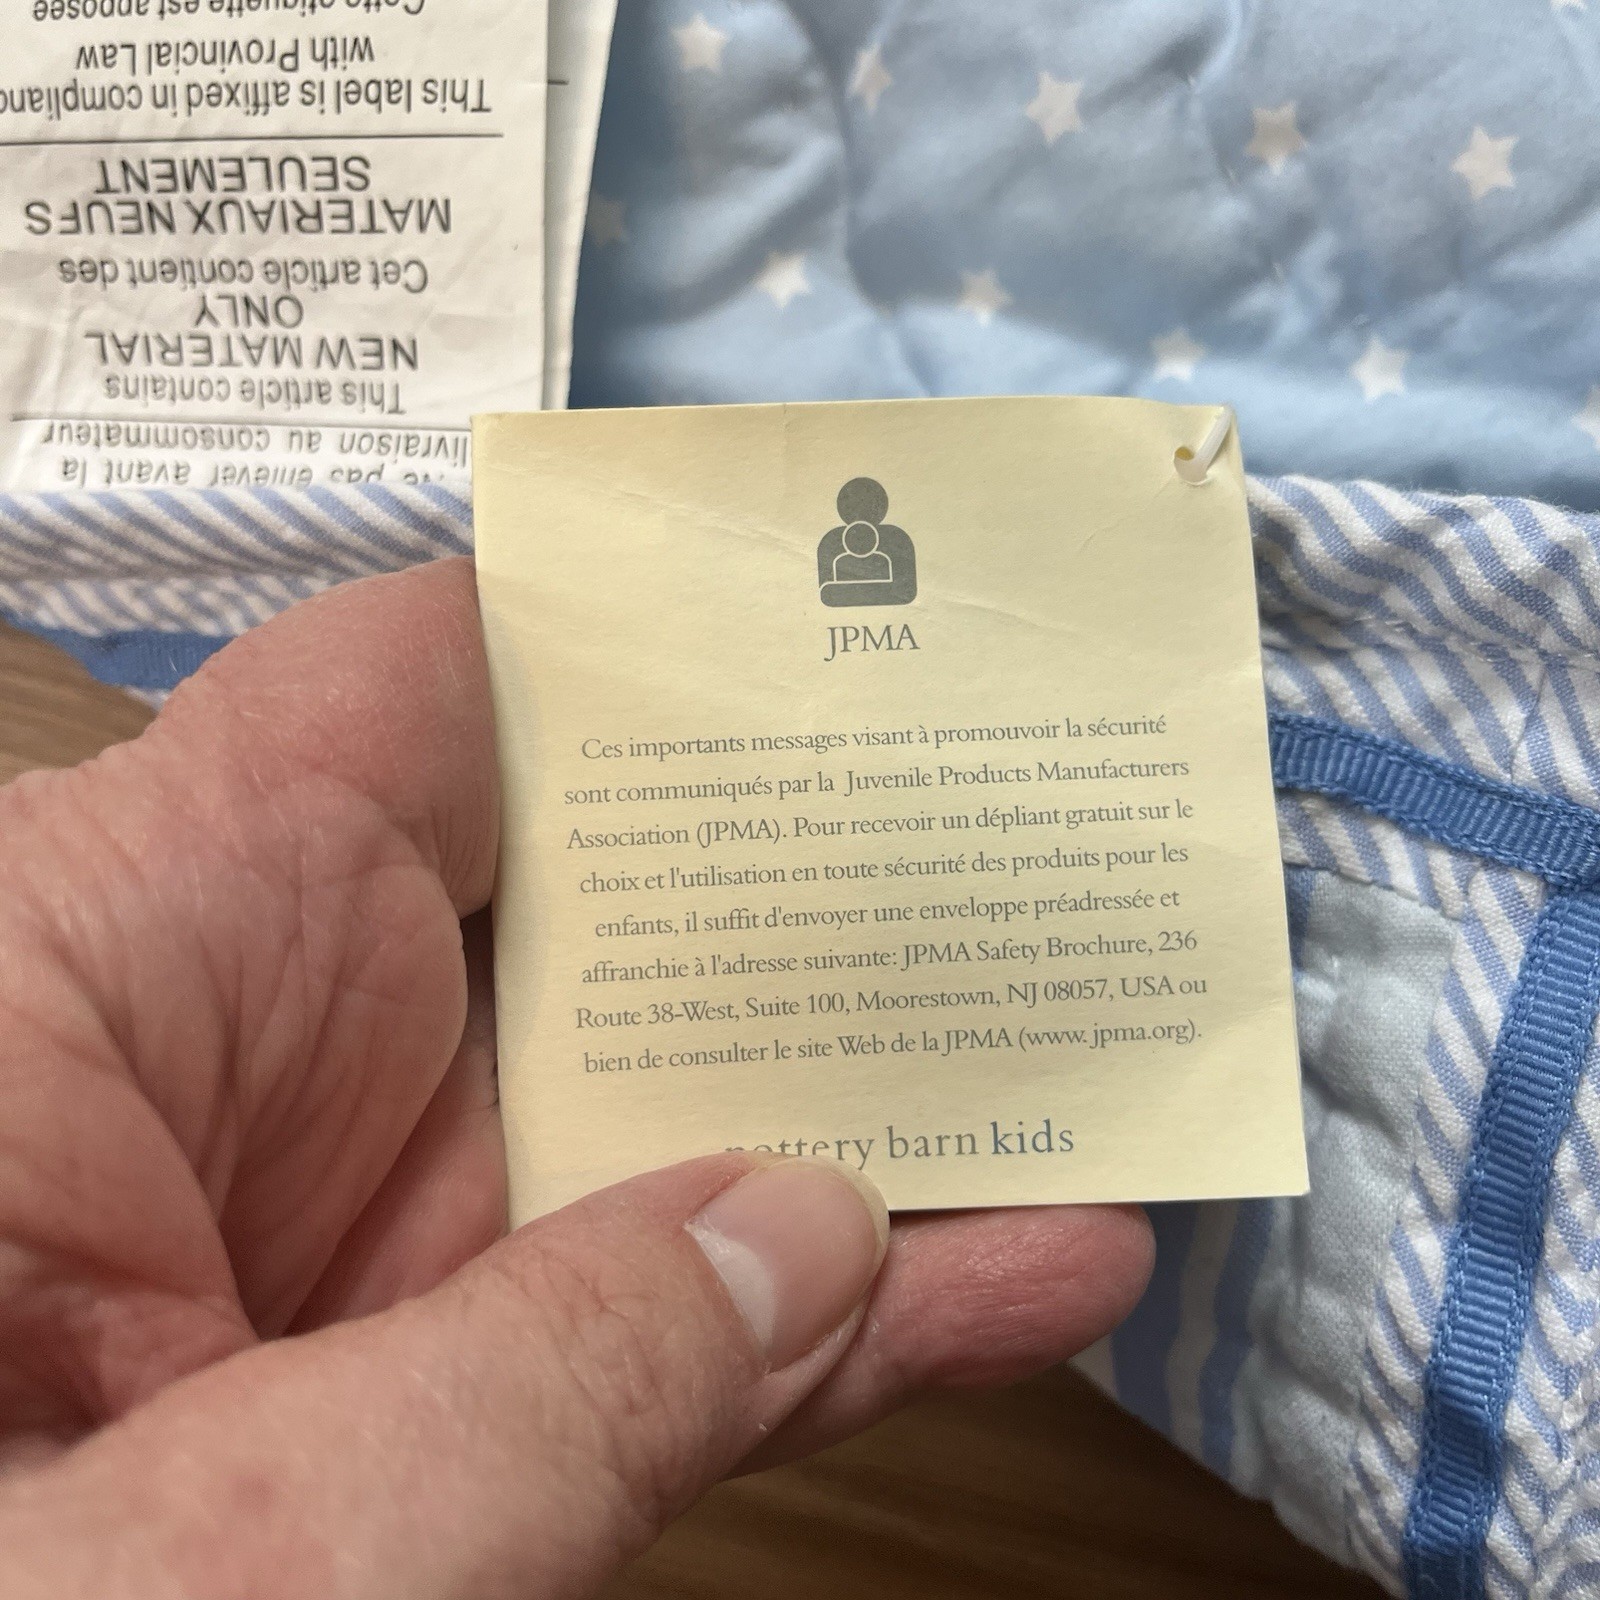 Cette étiquette est apposée
with Provincial Law
This label is affixed in compliance
SEULEMENT
MATERIAUX NEUFS
Cet article contient des
ONLY
NEW MATERIAL
This article contains
livraison au consommateur
pas enlever avant la
JPMA
Ces importants messages visant à promouvoir la sécurité
sont communiqués par la Juvenile Products Manufacturers
Association (JPMA). Pour recevoir un dépliant gratuit sur le
choix et l'utilisation en toute sécurité des produits pour les
enfants, il suffit d'envoyer une enveloppe préadressée et
affranchie à l'adresse suivante: JPMA Safety Brochure, 236
Route 38-West, Suite 100, Moorestown, NJ 08057, USA ou
bien de consulter le site Web de la JPMA (www.jpma.org).
pottery barn kids